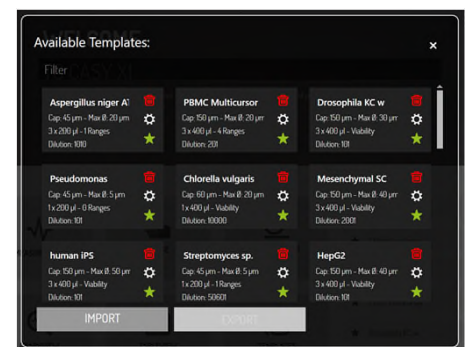 Available Templates:
×
Filter
Aspergillus niger A
Cap: 45 µm - Max Ø: 20 µm
3 x 200 µl - 1 Ranges
Dilution: 1010
PBMC Multicursor
Cap: 150 µm - Max Ø: 20 µm
3 x 400 µl - 4 Ranges
Dilution: 201
Drosophila KC w
Cap: 150 µm - Max Ø: 30 µm
3 x 400 µl - Viability
Dilution: 101
Pseudomonas
Cap: 45 µm - Max Ø: 5 µm
1 x 200 µl - 0 Ranges
Dilution: 101
Chlorella vulgaris
Cap: 60 µm - Max Ø: 20 µm
1 x 400 µl - Viability
Dilution: 10000
Mesenchymal SC
Cap: 150 µm - Max Ø: 40 µm
3 x 400 µl - Viability
Dilution: 2001
human iPS
Cap: 150 µm - Max Ø: 50 µm
3 x 400 µl - Viability
Dilution: 101
Streptomyces sp.
Cap: 45 µm - Max Ø: 5 µm
1 x 200 µl - 1 Ranges
Dilution: 50601
HepG2
Cap: 150 µm - Max Ø: 40 µm
3 x 400 µl - Viability
Dilution: 101
IMPORT
EXPORT